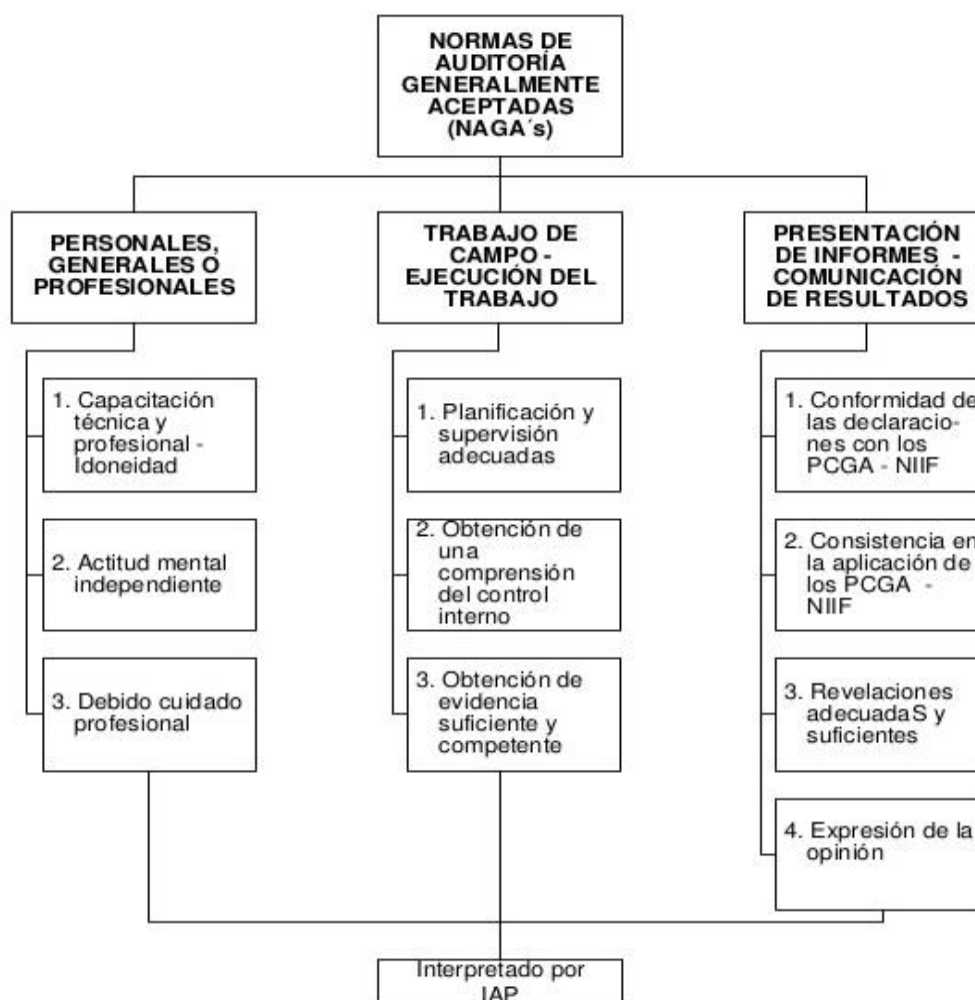 NORMAS DE
AUDITORÍA
GENERALMENTE
ACEPTADAS
(NAGA´s)
PERSONALES,
GENERALES O
PROFESIONALES
1. Capacitación
técnica y
profesional -
Idoneidad
2. Actitud mental
independiente
3. Debido cuidado
profesional
TRABAJO DE
CAMPO -
EJECUCIÓN DEL
TRABAJO
1. Planificación y
supervisión
adecuadas
2. Obtención de
una
comprensión
del control
interno
3. Obtención de
evidencia
suficiente y
competente
PRESENTACIÓN
DE INFORMES -
COMUNICACIÓN
DE RESULTADOS
1. Conformidad de
las declaracio-
nes con los
PCGA - NIIF
2. Consistencia en
la aplicación de
los PCGA -
NIIF
3. Revelaciones
adecuadaS y
suficientes
4. Expresión de la
opinión
Interpretado por
IAP